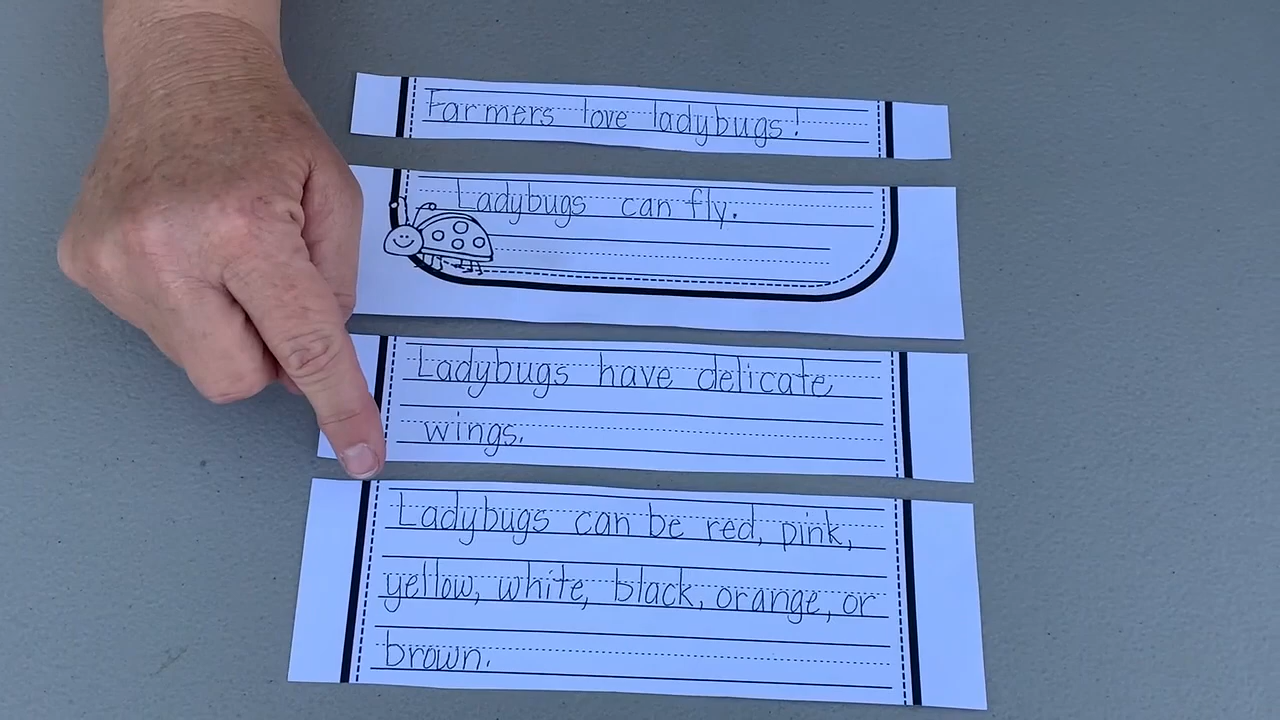 Farmers love ladybugs!
Ladybugs can fly.
Ladybugs have delicate
wings.
Ladybugs can be red, pink,
yellow, white, black, orange, or
brown.